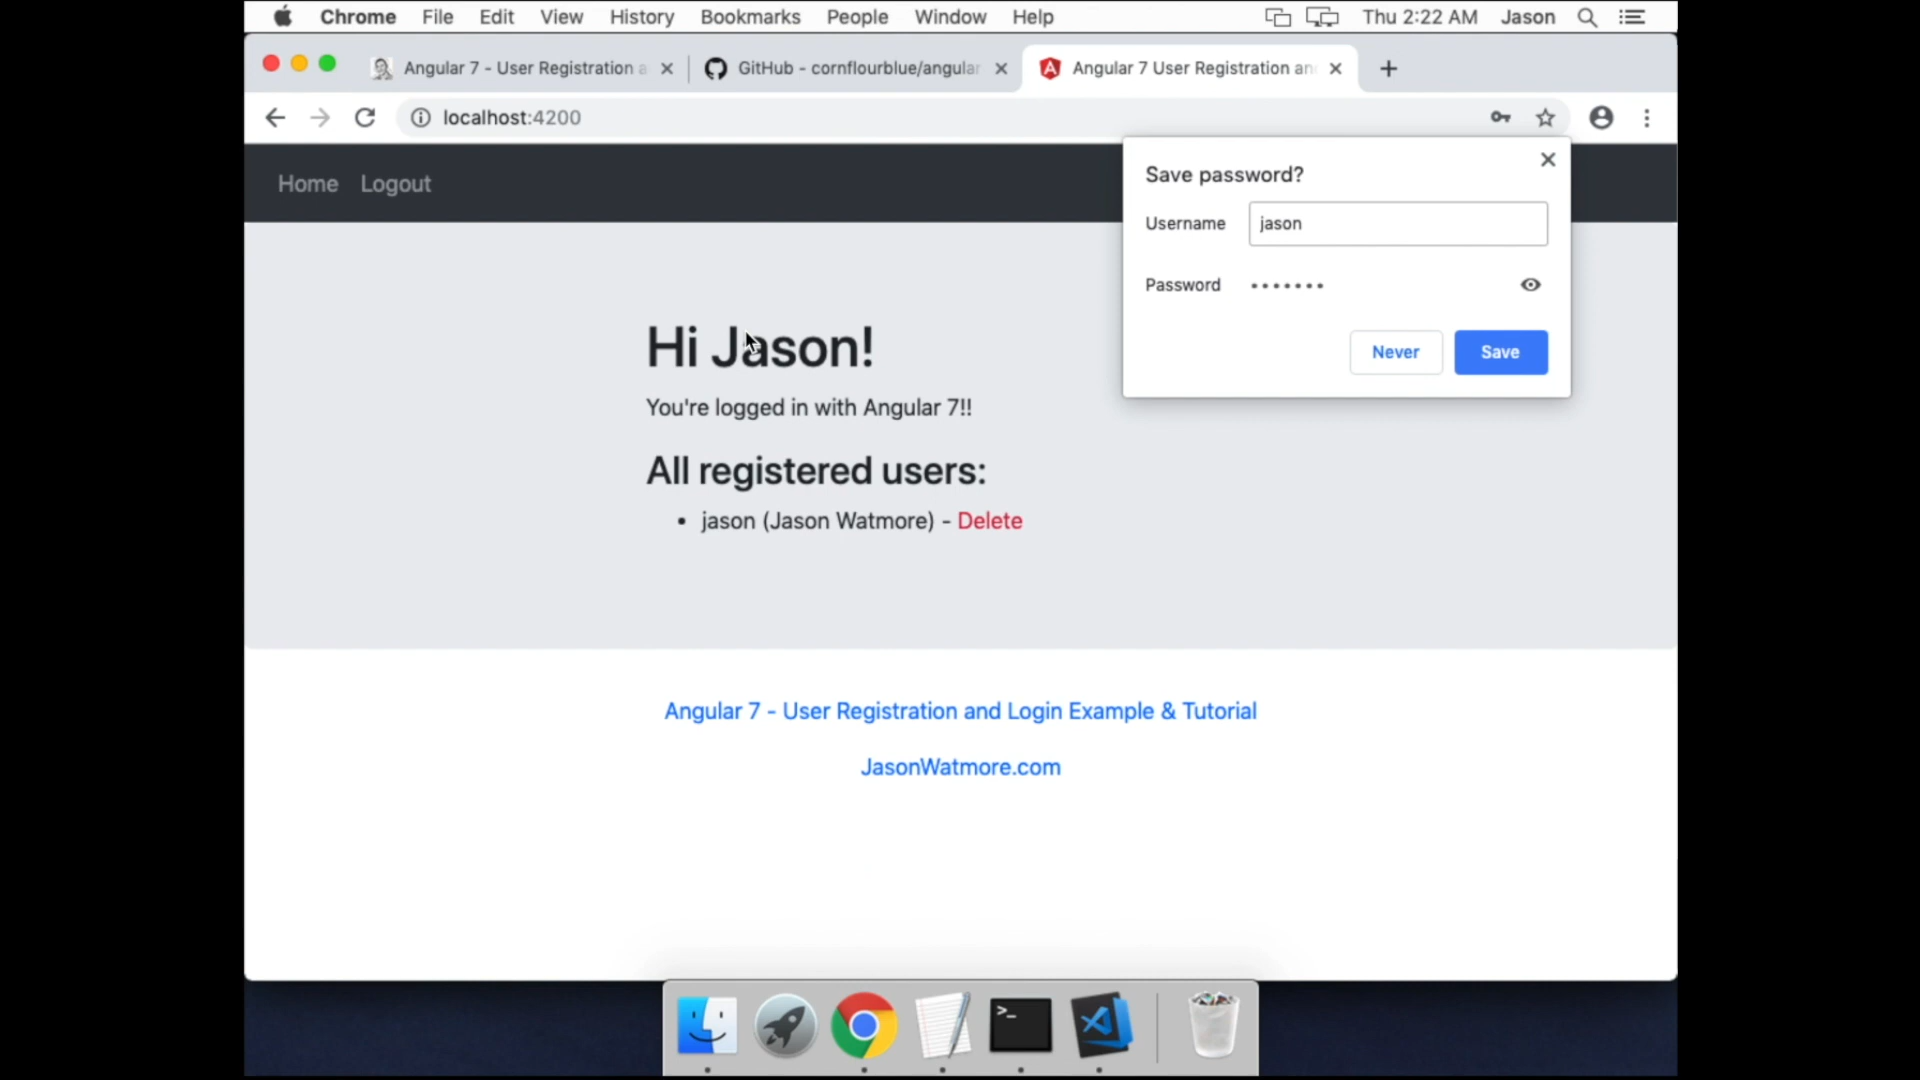 Chrome File Edit View History Bookmarks People Window Help Thu 2:22 AM Jason
Angular 7 - User Registration a
GitHub - cornflourblue/angular
Angular 7 User Registration an
localhost:4200
Home Logout
Save password?
Username jason
Password •••••••
Never Save
Hi Jason!
You're logged in with Angular 7!!
All registered users:
• jason (Jason Watmore) - Delete
Angular 7 - User Registration and Login Example & Tutorial
JasonWatmore.com
>_